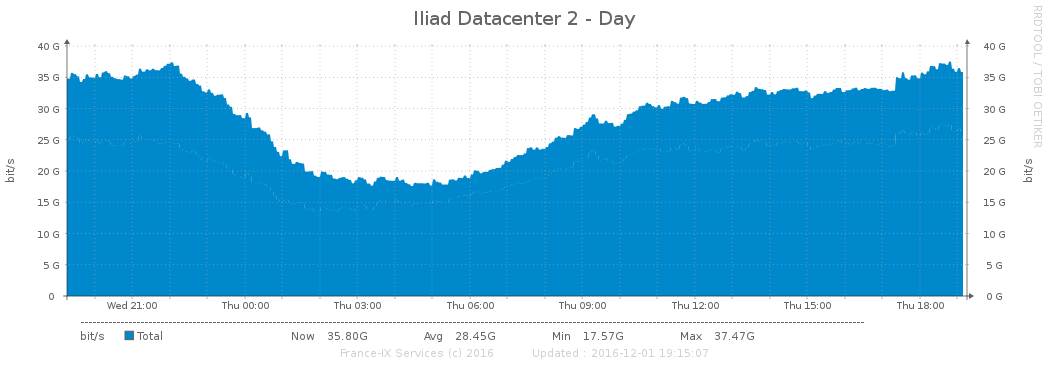 Iliad Datacenter 2 - Day
RRDTOOL / TOBI OETIKER
bit/s
40 G
35 G
30 G
25 G
20 G
15 G
10 G
5 G
0
40 G
35 G
30 G
25 G
20 G
15 G
10 G
5 G
0 G
bit/s
Wed 21:00 Thu 00:00 Thu 03:00 Thu 06:00 Thu 09:00 Thu 12:00 Thu 15:00 Thu 18:00
bit/s Total Now 35.80G Avg 28.45G Min 17.57G Max 37.47G
France-IX Services (c) 2016 Updated : 2016-12-01 19:15:07